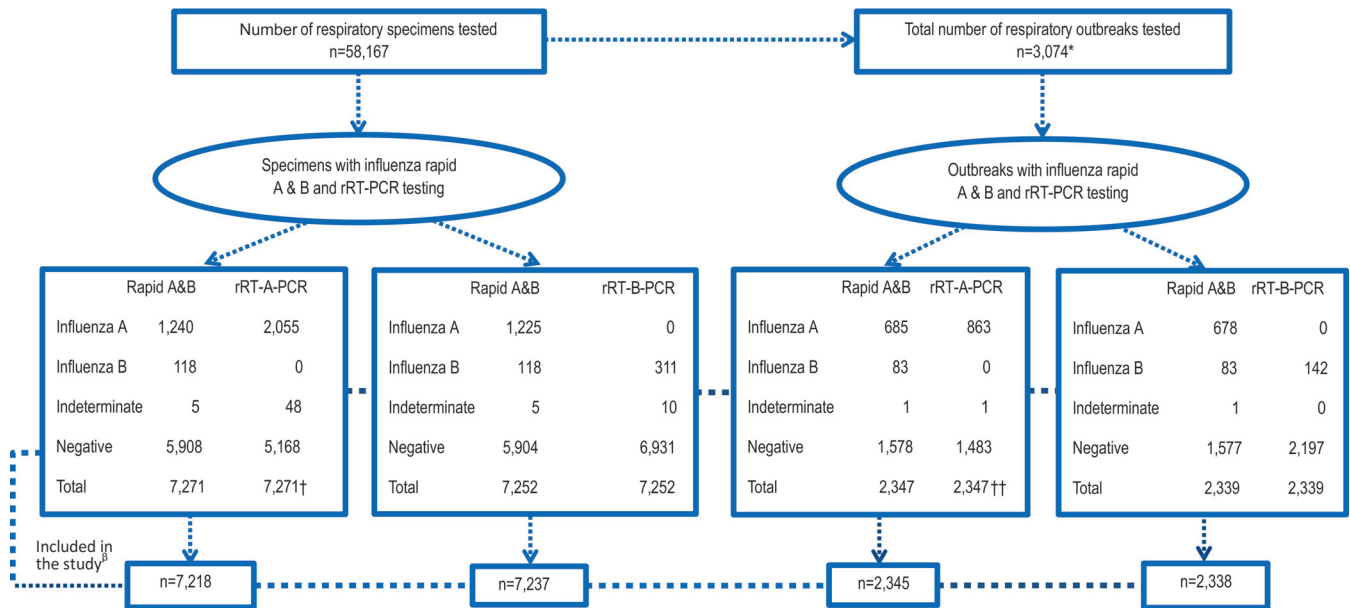 Number of respiratory specimens tested
n=58,167
Total number of respiratory outbreaks tested
n=3,074*
Specimens with influenza rapid
A & B and rRT-PCR testing
Outbreaks with influenza rapid
A & B and rRT-PCR testing
Rapid A&B rRT-A-PCR
Influenza A 1,240 2,055
Influenza B 118 0
Indeterminate 5 48
Negative 5,908 5,168
Total 7,271 7,271†
Rapid A&B rRT-B-PCR
Influenza A 1,225 0
Influenza B 118 311
Indeterminate 5 10
Negative 5,904 6,931
Total 7,252 7,252
Rapid A&B rRT-A-PCR
Influenza A 685 863
Influenza B 83 0
Indeterminate 1 1
Negative 1,578 1,483
Total 2,347 2,347††
Rapid A&B rRT-B-PCR
Influenza A 678 0
Influenza B 83 142
Indeterminate 1 0
Negative 1,577 2,197
Total 2,339 2,339
Included in
the studyᵝ
n=7,218
n=7,237
n=2,345
n=2,338